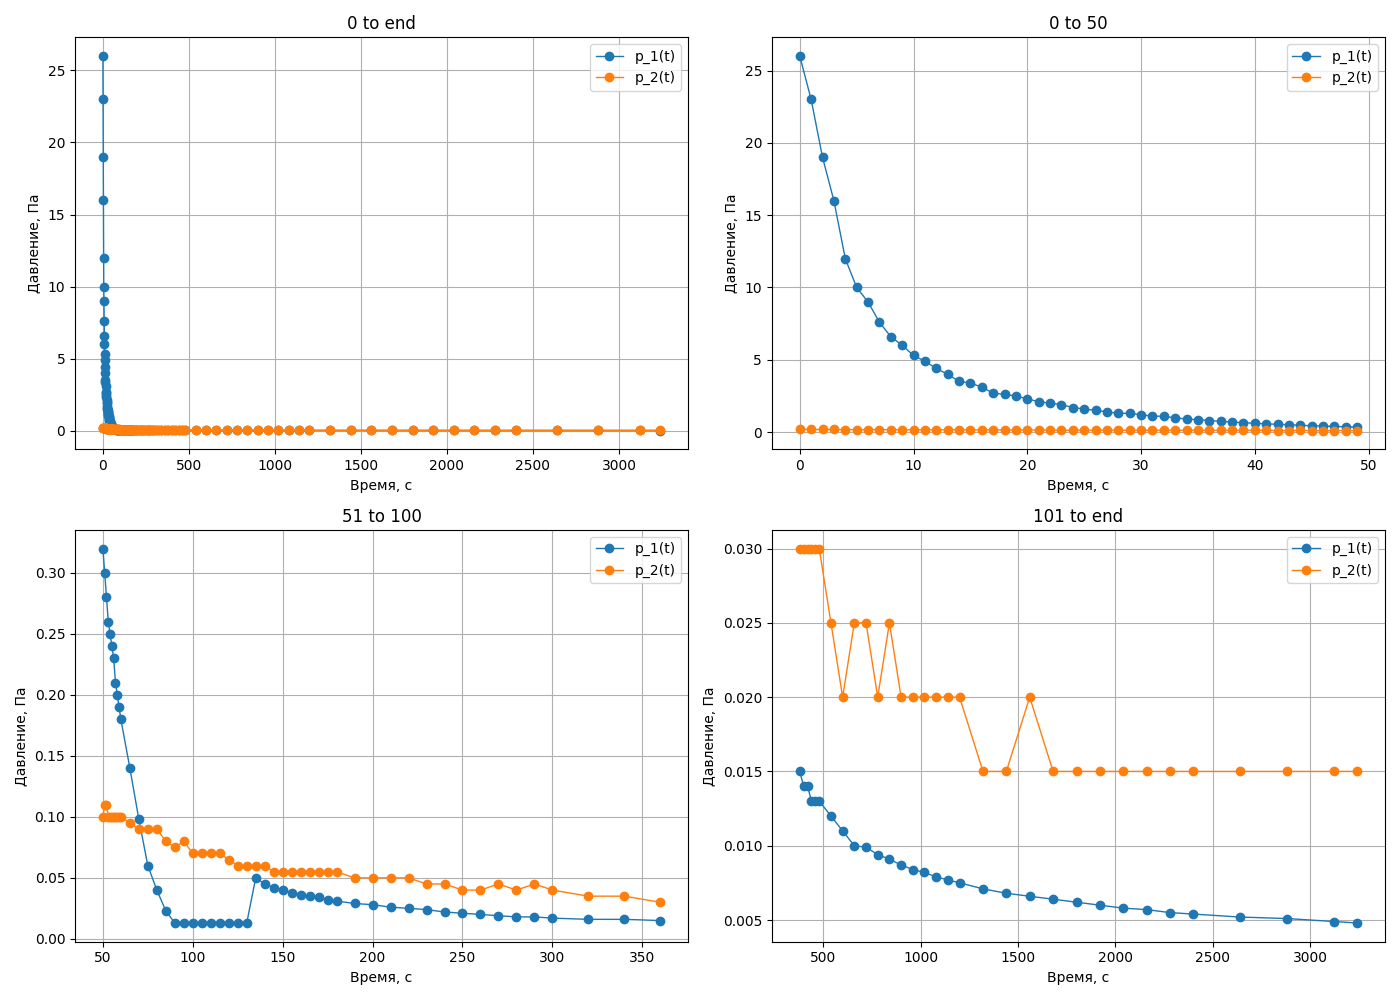 0 to end
p_1(t)
p_2(t)
25
20
15
10
5
0
Давление, Па
0
500
1000
1500
2000
2500
3000
Время, с
0 to 50
p_1(t)
p_2(t)
25
20
15
10
5
0
Давление, Па
0
10
20
30
40
50
Время, с
51 to 100
p_1(t)
p_2(t)
0.30
0.25
0.20
0.15
0.10
0.05
0.00
Давление, Па
50
100
150
200
250
300
350
Время, с
101 to end
p_1(t)
p_2(t)
0.030
0.025
0.020
0.015
0.010
0.005
Давление, Па
500
1000
1500
2000
2500
3000
Время, с